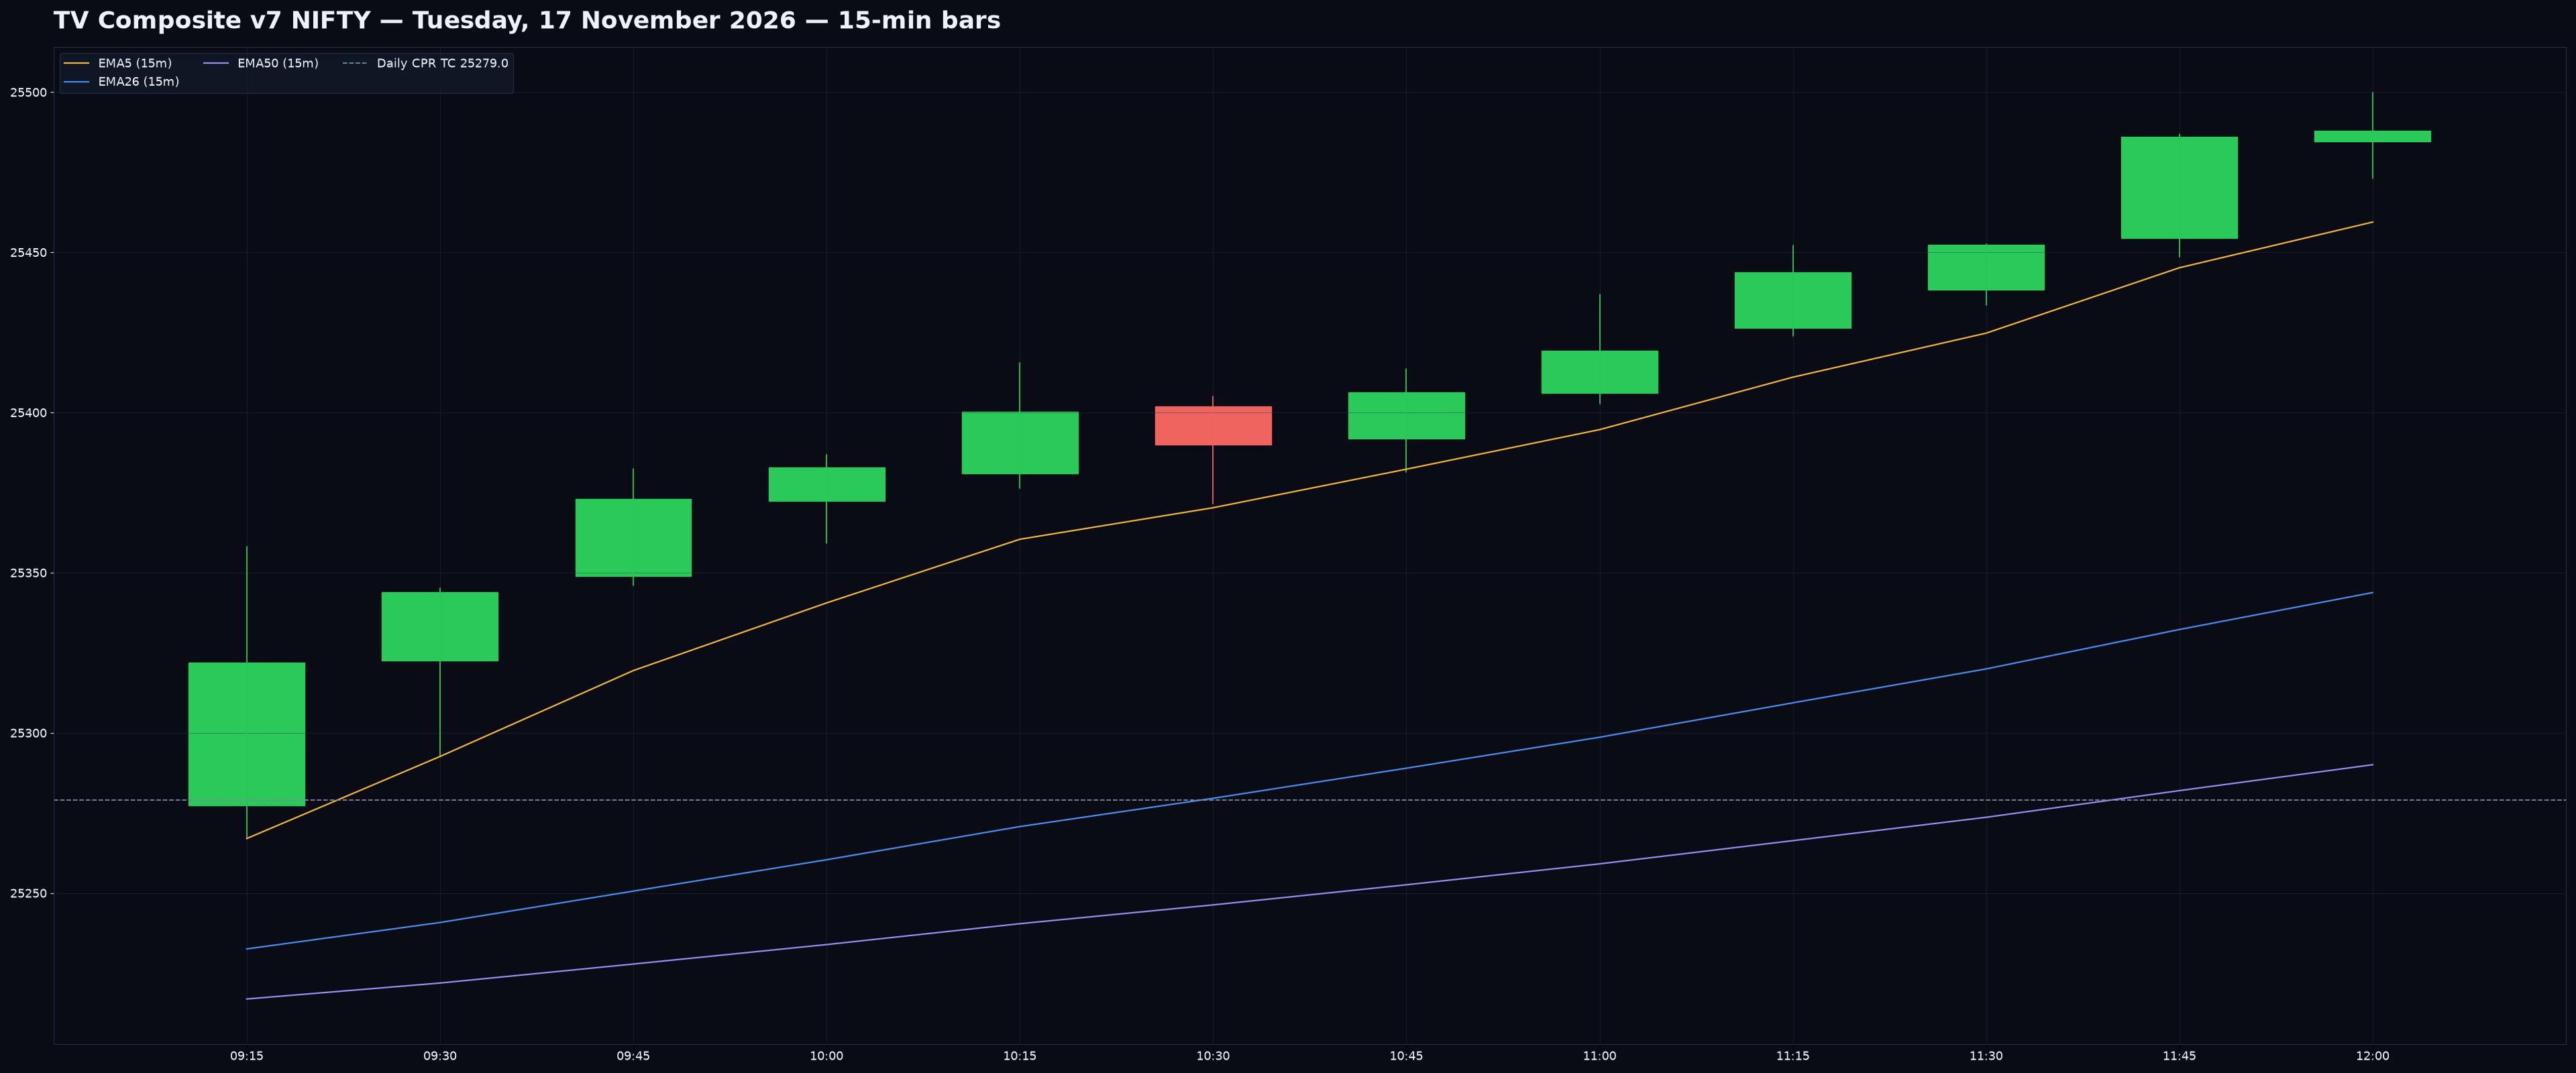 TV Composite v7 NIFTY — Tuesday, 17 November 2026 — 15-min bars
EMA5 (15m)
EMA26 (15m)
EMA50 (15m)
Daily CPR TC 25279.0
25500
25450
25400
25350
25300
25250
09:15 09:30 09:45 10:00 10:15 10:30 10:45 11:00 11:15 11:30 11:45 12:00